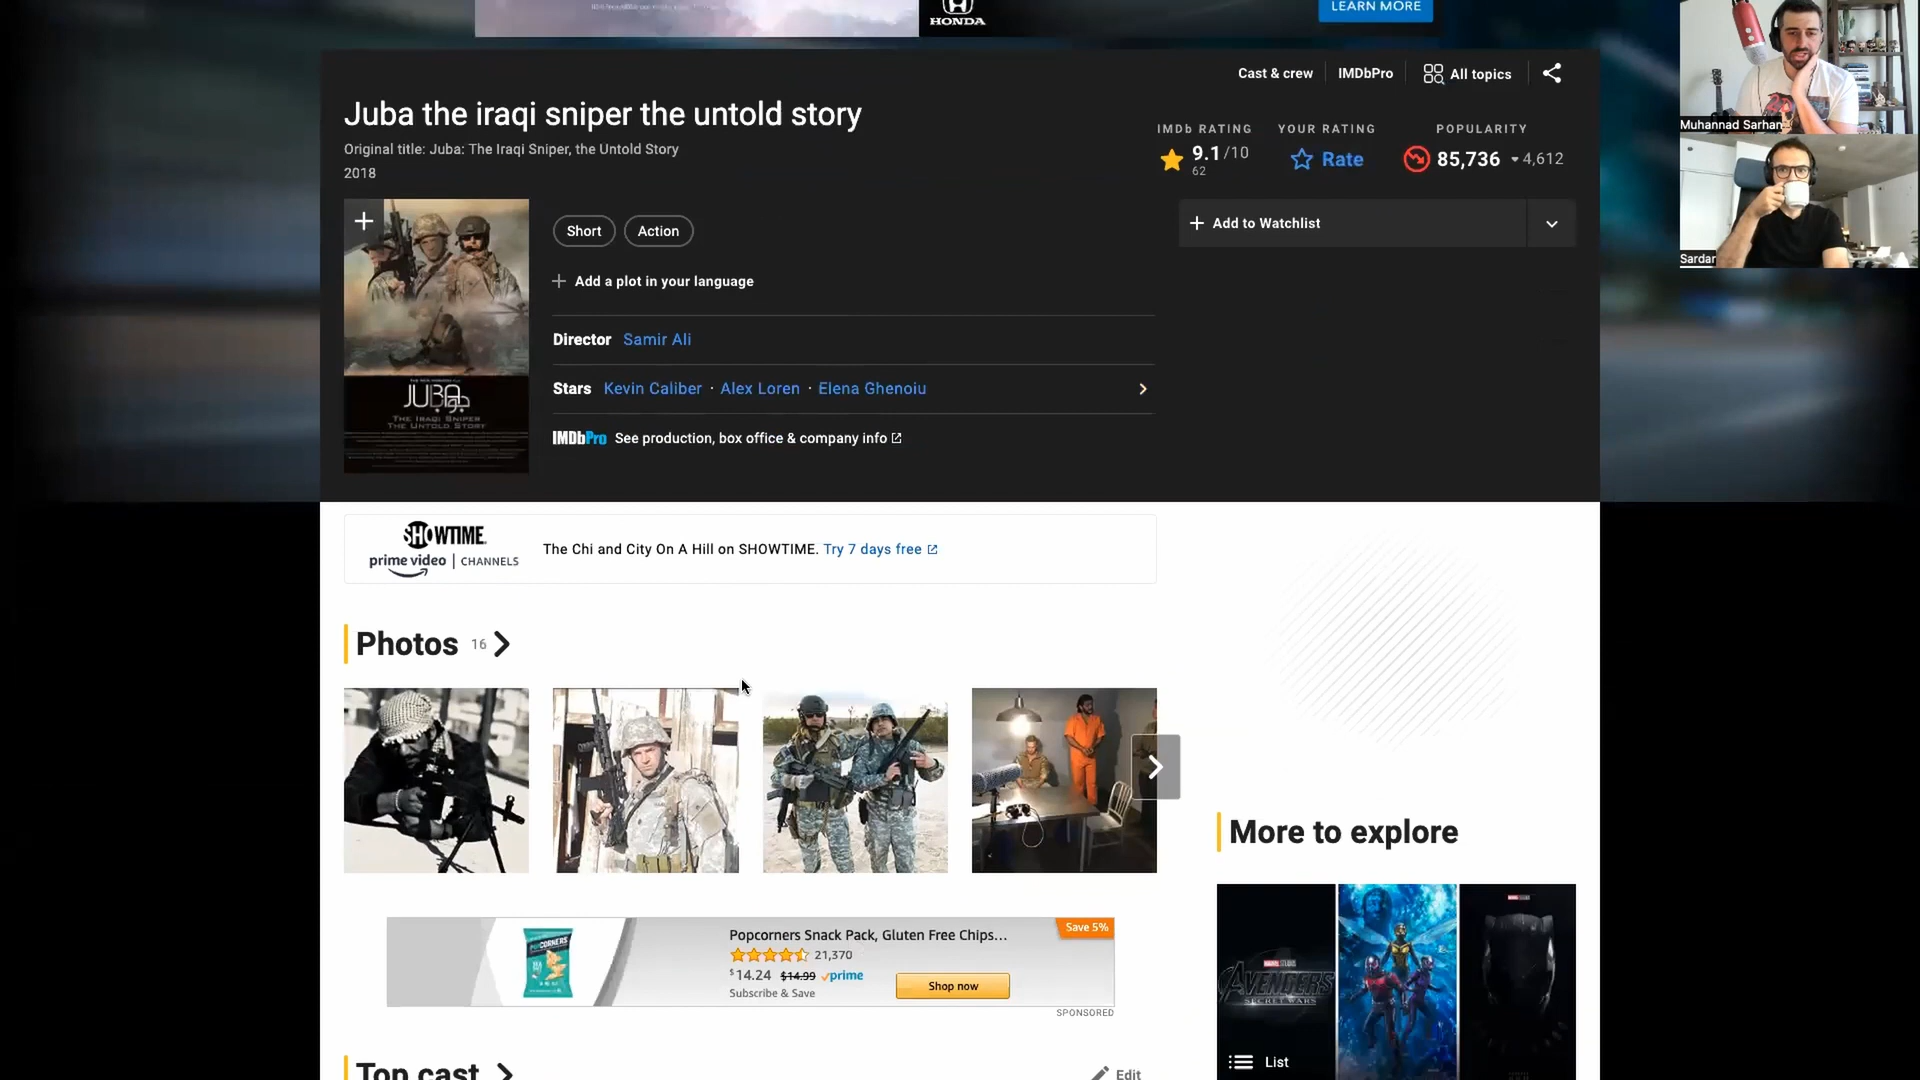 HONDA
LEARN MORE
Cast & crew
IMDbPro
All topics
Juba the iraqi sniper the untold story
Original title: Juba: The Iraqi Sniper, the Untold Story
2018
IMDb RATING
9.1/10
62
YOUR RATING
Rate
POPULARITY
85,736
4,612
Muhannad Sarhan
Sardar
Short
Action
Add to Watchlist
Add a plot in your language
Director Samir Ali
Stars Kevin Caliber · Alex Loren · Elena Ghenoiu
IMDbPro See production, box office & company info
JUBA
THE IRAQI SNIPER
THE UNTOLD STORY
SHOWTIME
prime video | CHANNELS
The Chi and City On A Hill on SHOWTIME. Try 7 days free
Photos 16
More to explore
POPCORNERS
Popcorners Snack Pack, Gluten Free Chips...
Save 5%
21,370
$14.24 $14.99 prime
Subscribe & Save
Shop now
SPONSORED
MARVEL STUDIOS
AVENGERS
SECRET WARS
List
Top cast
Edit